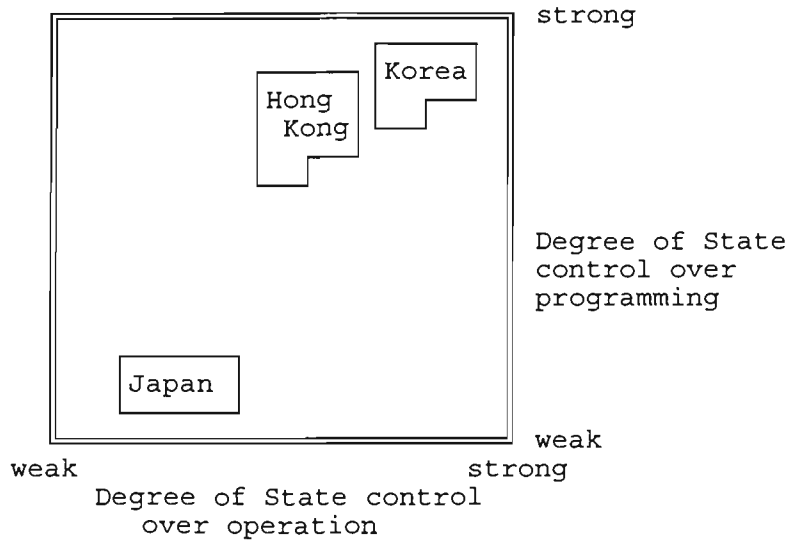 strong
Korea
Hong
Kong
Degree of State
control over
programming
Japan
weak
weak
strong
Degree of State control
over operation